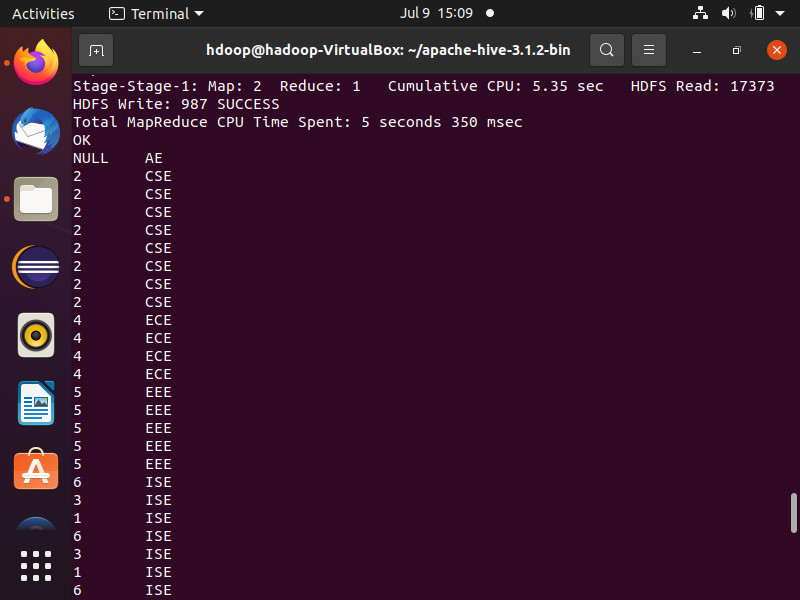 Activities Terminal Jul 9 15:09
hdoop@hadoop-VirtualBox: ~/apache-hive-3.1.2-bin
Stage-Stage-1: Map: 2  Reduce: 1   Cumulative CPU: 5.35 sec   HDFS Read: 17373
HDFS Write: 987 SUCCESS
Total MapReduce CPU Time Spent: 5 seconds 350 msec
OK
NULL    AE
2       CSE
2       CSE
2       CSE
2       CSE
2       CSE
2       CSE
2       CSE
2       CSE
4       ECE
4       ECE
4       ECE
4       ECE
5       EEE
5       EEE
5       EEE
5       EEE
5       EEE
6       ISE
3       ISE
1       ISE
6       ISE
3       ISE
1       ISE
6       ISE